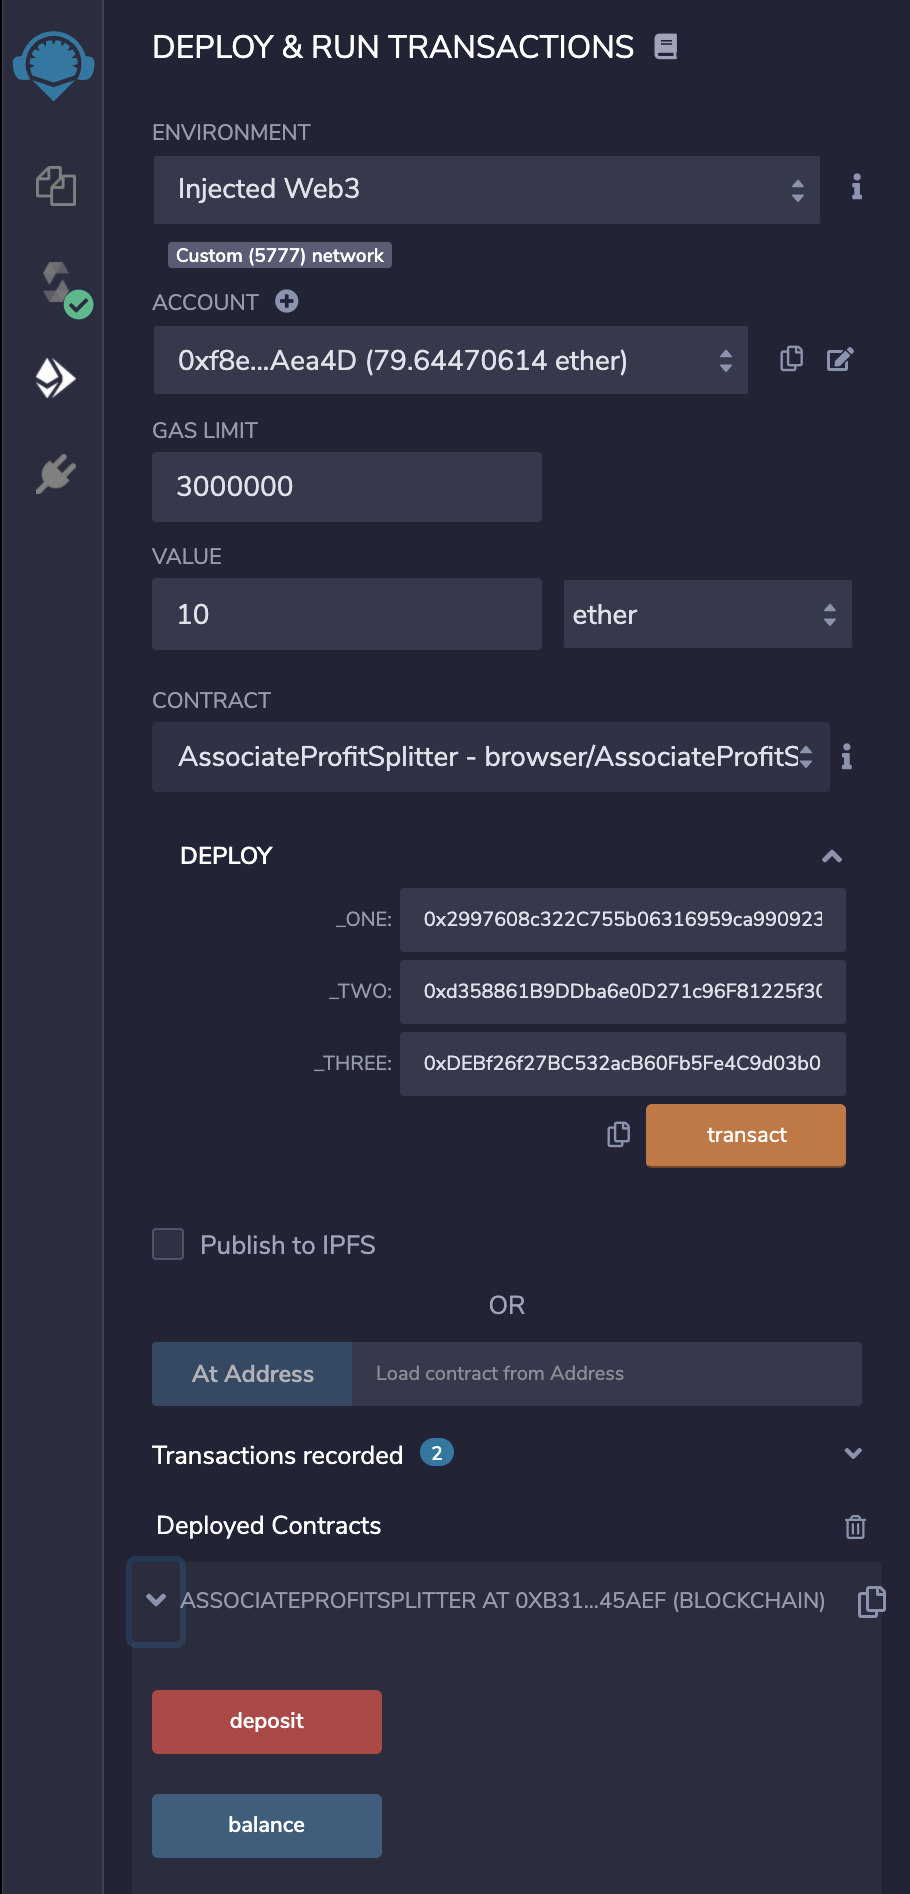 DEPLOY & RUN TRANSACTIONS
ENVIRONMENT
Injected Web3
Custom (5777) network
ACCOUNT
0xf8e...Aea4D (79.64470614 ether)
GAS LIMIT
3000000
VALUE
10
ether
CONTRACT
AssociateProfitSplitter - browser/AssociateProfitS
DEPLOY
_ONE: 0x2997608c322C755b06316959ca990923
_TWO: 0xd358861B9DDba6e0D271c96F81225f30
_THREE: 0xDEBf26f27BC532acB60Fb5Fe4C9d03b0
transact
Publish to IPFS
OR
At Address Load contract from Address
Transactions recorded 2
Deployed Contracts
ASSOCIATEPROFITSPLITTER AT 0XB31...45AEF (BLOCKCHAIN)
deposit
balance